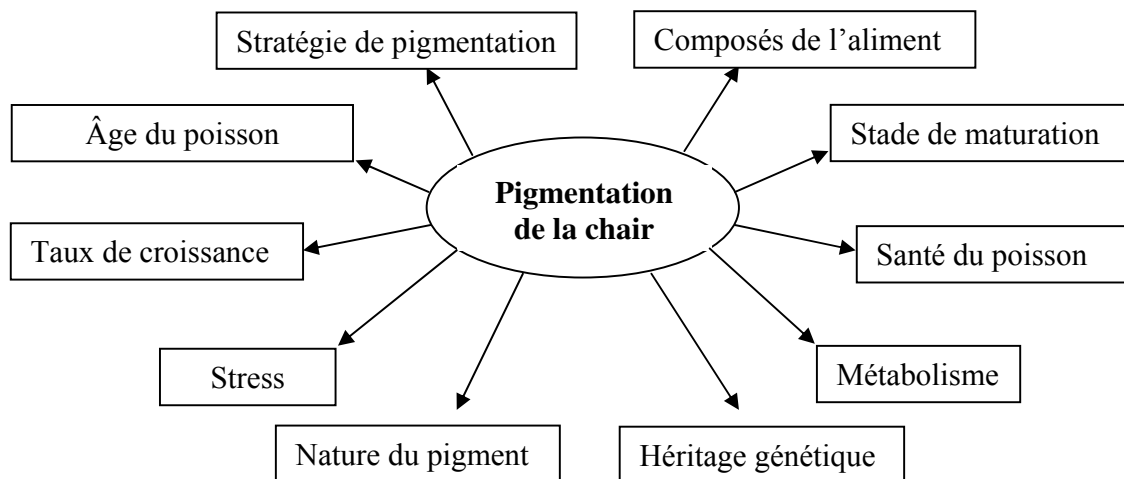 Stratégie de pigmentation
Composés de l’aliment
Âge du poisson
Stade de maturation
Pigmentation
de la chair
Taux de croissance
Santé du poisson
Stress
Métabolisme
Nature du pigment
Héritage génétique